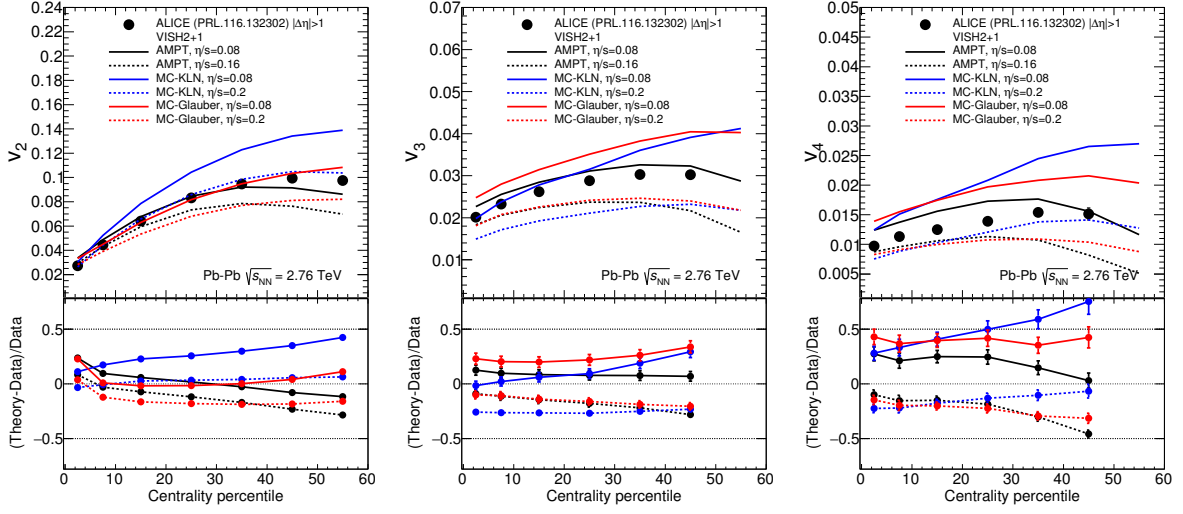 0.24
0.22
0.2
0.18
0.16
0.14
0.12
0.1
0.08
0.06
0.04
0.02
v2
ALICE (PRL.116.132302) |Δη|>1
VISH2+1
AMPT, η/s=0.08
AMPT, η/s=0.16
MC-KLN, η/s=0.08
MC-KLN, η/s=0.2
MC-Glauber, η/s=0.08
MC-Glauber, η/s=0.2
Pb-Pb √sNN = 2.76 TeV
(Theory-Data)/Data
0.5
0
−0.5
0 10 20 30 40 50 60
Centrality percentile
0.07
0.06
0.05
0.04
0.03
0.02
0.01
v3
ALICE (PRL.116.132302) |Δη|>1
VISH2+1
AMPT, η/s=0.08
AMPT, η/s=0.16
MC-KLN, η/s=0.08
MC-KLN, η/s=0.2
MC-Glauber, η/s=0.08
MC-Glauber, η/s=0.2
Pb-Pb √sNN = 2.76 TeV
(Theory-Data)/Data
0.5
0
−0.5
0 10 20 30 40 50 60
Centrality percentile
0.05
0.045
0.04
0.035
0.03
0.025
0.02
0.015
0.01
0.005
v4
ALICE (PRL.116.132302) |Δη|>1
VISH2+1
AMPT, η/s=0.08
AMPT, η/s=0.16
MC-KLN, η/s=0.08
MC-KLN, η/s=0.2
MC-Glauber, η/s=0.08
MC-Glauber, η/s=0.2
Pb-Pb √sNN = 2.76 TeV
(Theory-Data)/Data
0.5
0
−0.5
0 10 20 30 40 50 60
Centrality percentile